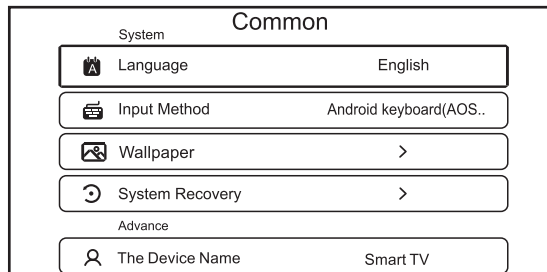 Common
System
Language English
Input Method Android keyboard(AOS..
Wallpaper >
System Recovery >
Advance
The Device Name Smart TV